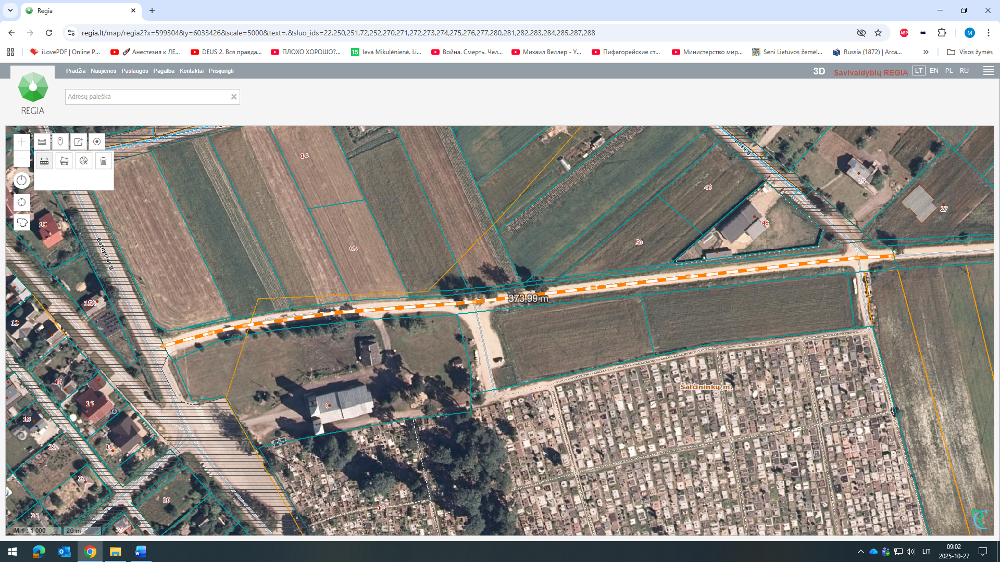 Regia
regia.lt/map/regia2?x=599304&y=6033426&scale=5000&text=.&sluo_ids=22,250,251,72,252,270,271,272,273,274,275,276,277,280,281,282,283,284,285,287,288
ABP
M
iLovePDF | Online P...
Анестезия к ЛЕ...
DEUS 2. Вся правда...
ПЛОХО ХОРОШО?...
15
Ieva Mikulėnienė. Li...
Война. Смерть. Чел...
Михаил Веллер - Y...
Пифагорейские ст...
Министерство мир...
Seni Lietuvos žemėl...
Russia (1872) | Arca...
Visos žymės
Pradžia Naujienos Paslaugos Pagalba Kontaktai Prisijungti
3D Savivaldybių REGIA LT EN PL RU
Adresų paieška
REGIA
14
46
25
27
15
48
50
6A
Bažnyčios g.
373,99 m
15A
12
14
Šalčininkų m.
16
8
19
21
18
23
20
10
26
25
M 1 : 1 000
20 m
LIT
09:02
2025-10-27